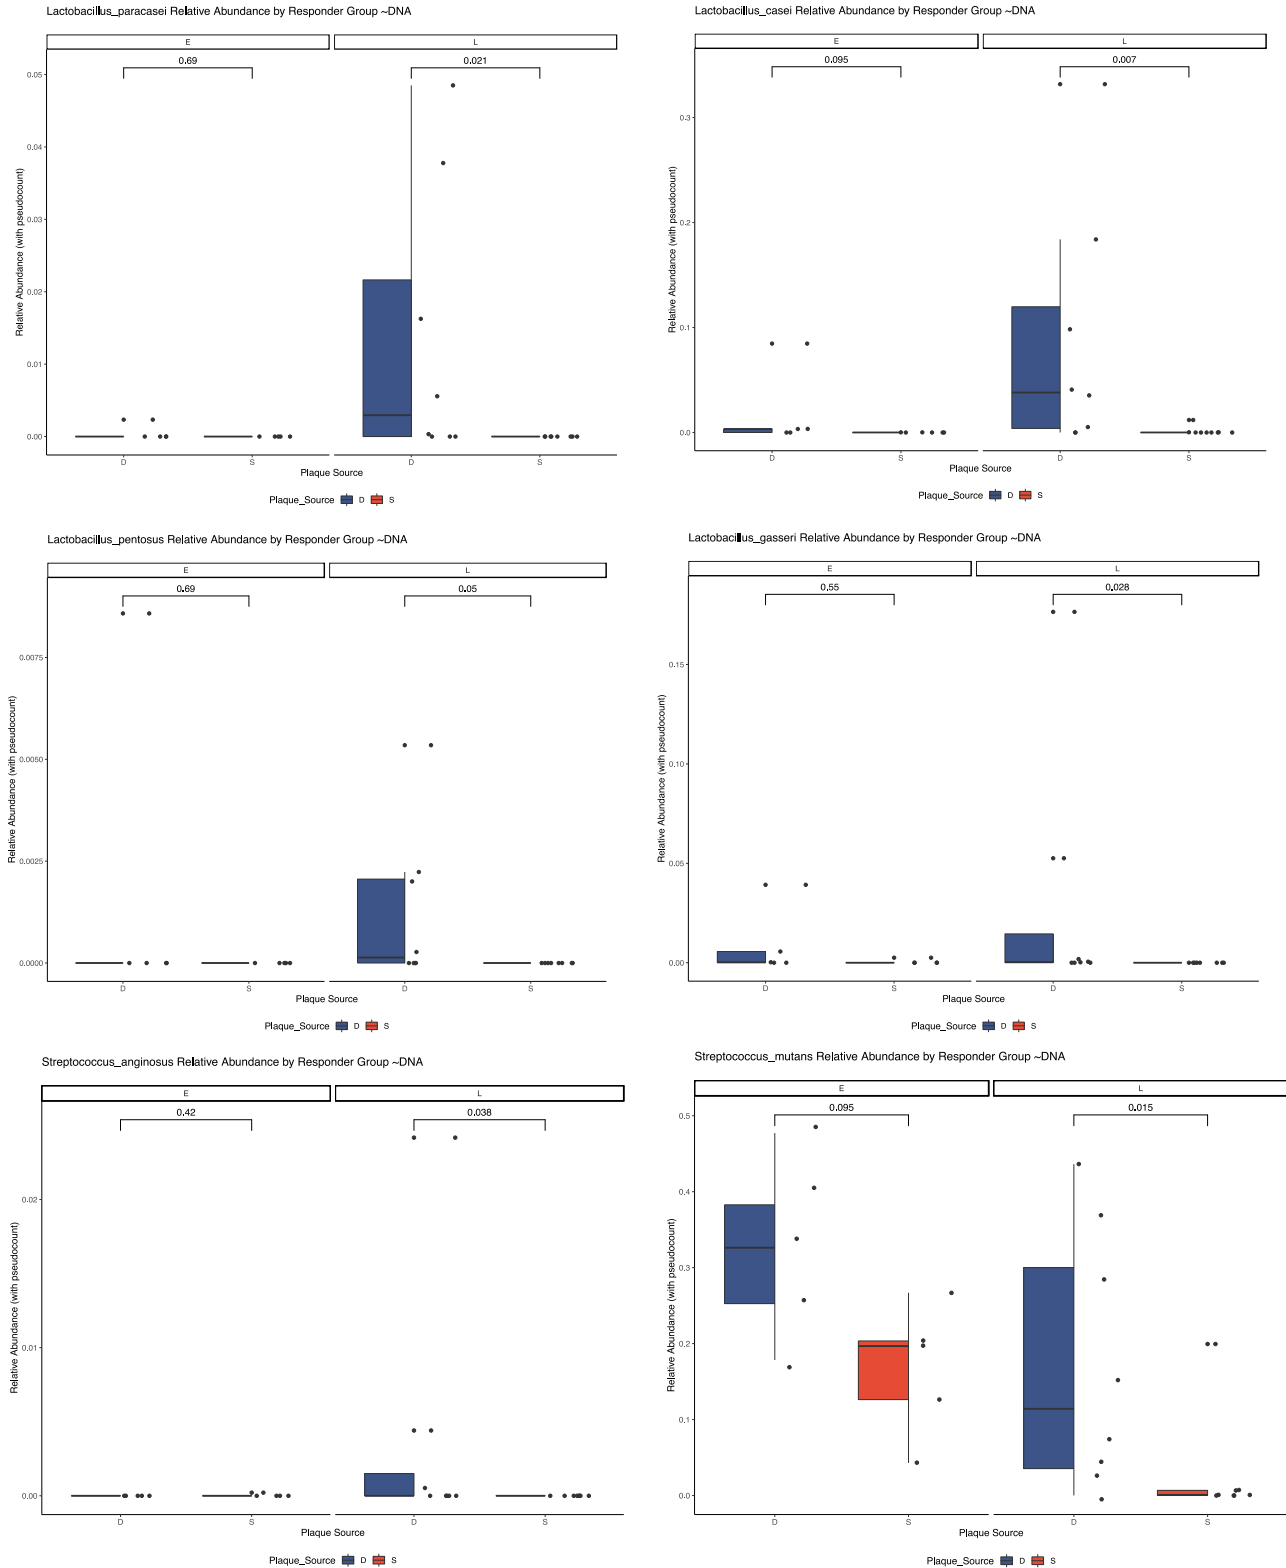 Lactobacillus_paracasei Relative Abundance by Responder Group ~DNA
E
L
0.69
0.021
0.05
0.04
0.03
0.02
0.01
0.00
Relative Abundance (with pseudocount)
D
S
D
S
Plaque Source
Plaque_Source D S
Lactobacillus_casei Relative Abundance by Responder Group ~DNA
E
L
0.095
0.007
0.3
0.2
0.1
0.0
Relative Abundance (with pseudocount)
D
S
D
S
Plaque Source
Plaque_Source D S
Lactobacillus_pentosus Relative Abundance by Responder Group ~DNA
E
L
0.69
0.05
0.0075
0.0050
0.0025
0.0000
Relative Abundance (with pseudocount)
D
S
D
S
Plaque Source
Plaque_Source D S
Lactobacillus_gasseri Relative Abundance by Responder Group ~DNA
E
L
0.55
0.028
0.15
0.10
0.05
0.00
Relative Abundance (with pseudocount)
D
S
D
S
Plaque Source
Plaque_Source D S
Streptococcus_anginosus Relative Abundance by Responder Group ~DNA
E
L
0.42
0.038
0.02
0.01
0.00
Relative Abundance (with pseudocount)
D
S
D
S
Plaque Source
Plaque_Source D S
Streptococcus_mutans Relative Abundance by Responder Group ~DNA
E
L
0.095
0.015
0.5
0.4
0.3
0.2
0.1
0.0
Relative Abundance (with pseudocount)
D
S
D
S
Plaque Source
Plaque_Source D S